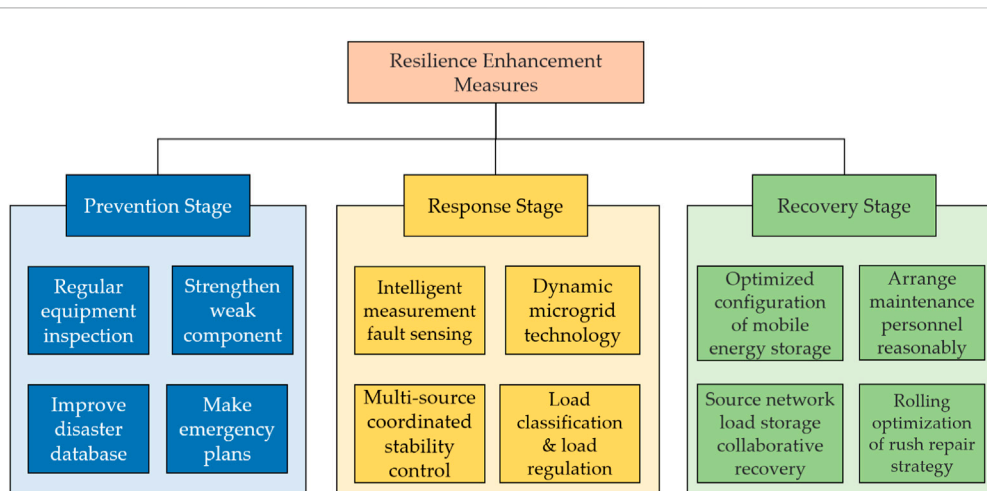 Resilience Enhancement
Measures
Prevention Stage
Response Stage
Recovery Stage
Regular
equipment
inspection
Strengthen
weak
component
Improve
disaster
database
Make
emergency
plans
Intelligent
measurement
fault sensing
Dynamic
microgrid
technology
Multi-source
coordinated
stability
control
Load
classification
& load
regulation
Optimized
configuration
of mobile
energy storage
Arrange
maintenance
personnel
reasonably
Source network
load storage
collaborative
recovery
Rolling
optimization
of rush repair
strategy